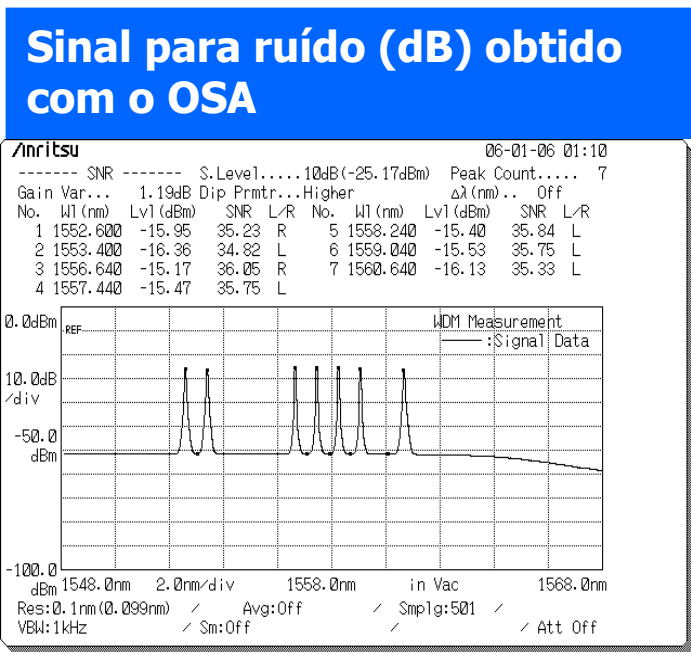 Sinal para ruído (dB) obtido
com o OSA
Anritsu 06-01-06 01:10
------- SNR ------- S.Level.....10dB(-25.17dBm) Peak Count..... 7
Gain Var... 1.19dB Dip Prmtr...Higher Δλ(nm).. Off
No. Wl(nm) Lvl(dBm) SNR L/R No. Wl(nm) Lvl(dBm) SNR L/R
1 1552.600 -15.95 35.23 R 5 1558.240 -15.40 35.84 L
2 1553.400 -16.36 34.82 L 6 1559.040 -15.53 35.75 L
3 1556.640 -15.17 36.05 R 7 1560.640 -16.13 35.33 L
4 1557.440 -15.47 35.75 L
0.0dBm REF WDM Measurement
:Signal Data
10.0dB
/div
-50.0
dBm
-100.0
dBm 1548.0nm 2.0nm/div 1558.0nm in Vac 1568.0nm
Res:0.1nm(0.099nm) / Avg:Off / Smplg:501 /
VBW:1kHz / Sm:Off / / Att Off